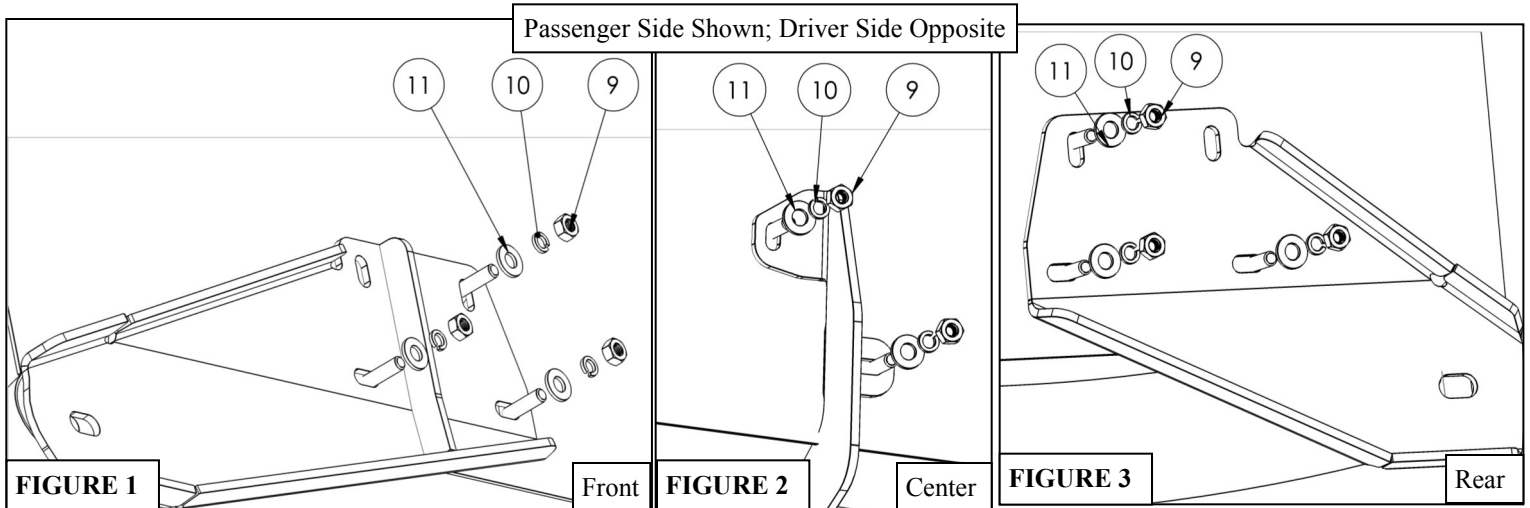 Passenger Side Shown; Driver Side Opposite
11 10 9
FIGURE 1
Front
11 10 9
FIGURE 2
Center
11 10 9
FIGURE 3
Rear